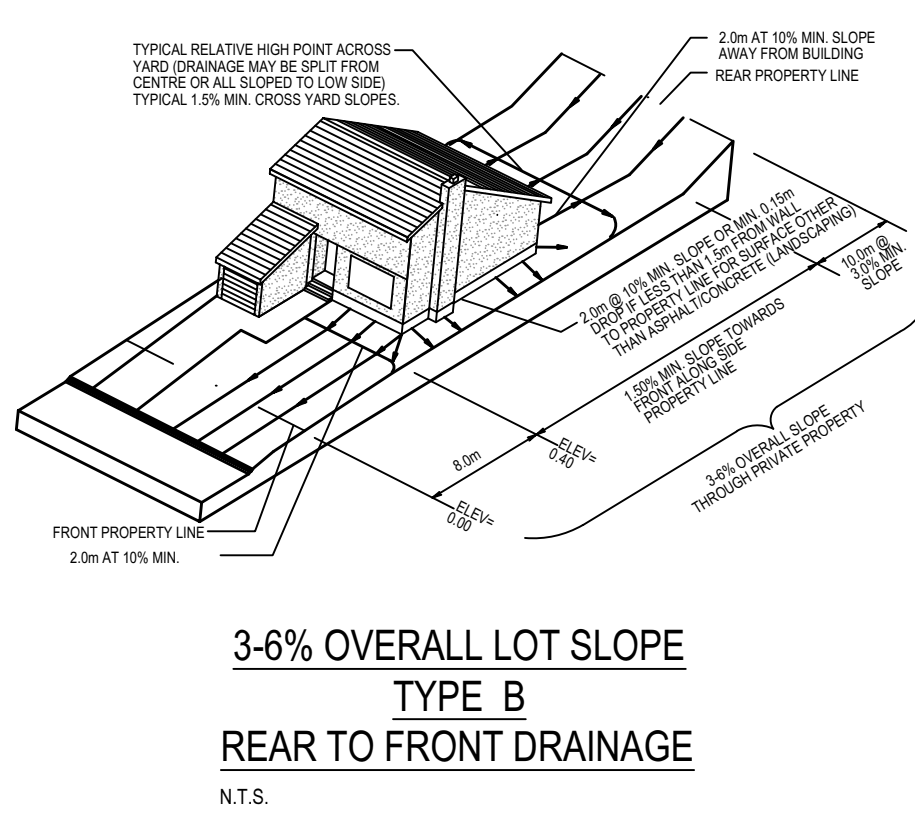 TYPICAL RELATIVE HIGH POINT ACROSS
YARD (DRAINAGE MAY BE SPLIT FROM
CENTRE OR ALL SLOPED TO LOW SIDE)
TYPICAL 1.5% MIN. CROSS YARD SLOPES.
2.0m AT 10% MIN. SLOPE
AWAY FROM BUILDING
REAR PROPERTY LINE
2.0m @ 10% MIN. SLOPE OR MIN. 0.15m
DROP IF LESS THAN 1.5m FROM WALL
TO PROPERTY LINE FOR SURFACE OTHER
THAN ASPHALT/CONCRETE (LANDSCAPING)
10.0m @
3.0% MIN.
SLOPE
1.50% MIN. SLOPE TOWARDS
FRONT ALONG SIDE
PROPERTY LINE
3-6% OVERALL SLOPE
THROUGH PRIVATE PROPERTY
8.0m
ELEV=
0.40
ELEV=
0.00
FRONT PROPERTY LINE
2.0m AT 10% MIN.
3-6% OVERALL LOT SLOPE
TYPE B
REAR TO FRONT DRAINAGE
N.T.S.